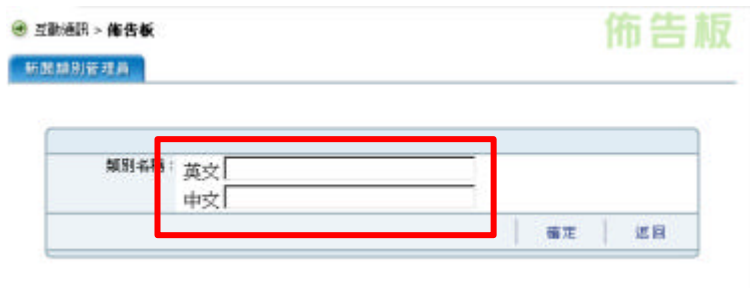 互動通訊 > 佈告板
佈告板
新聞類別管理員
類別名稱：
英文
中文
確定
返回